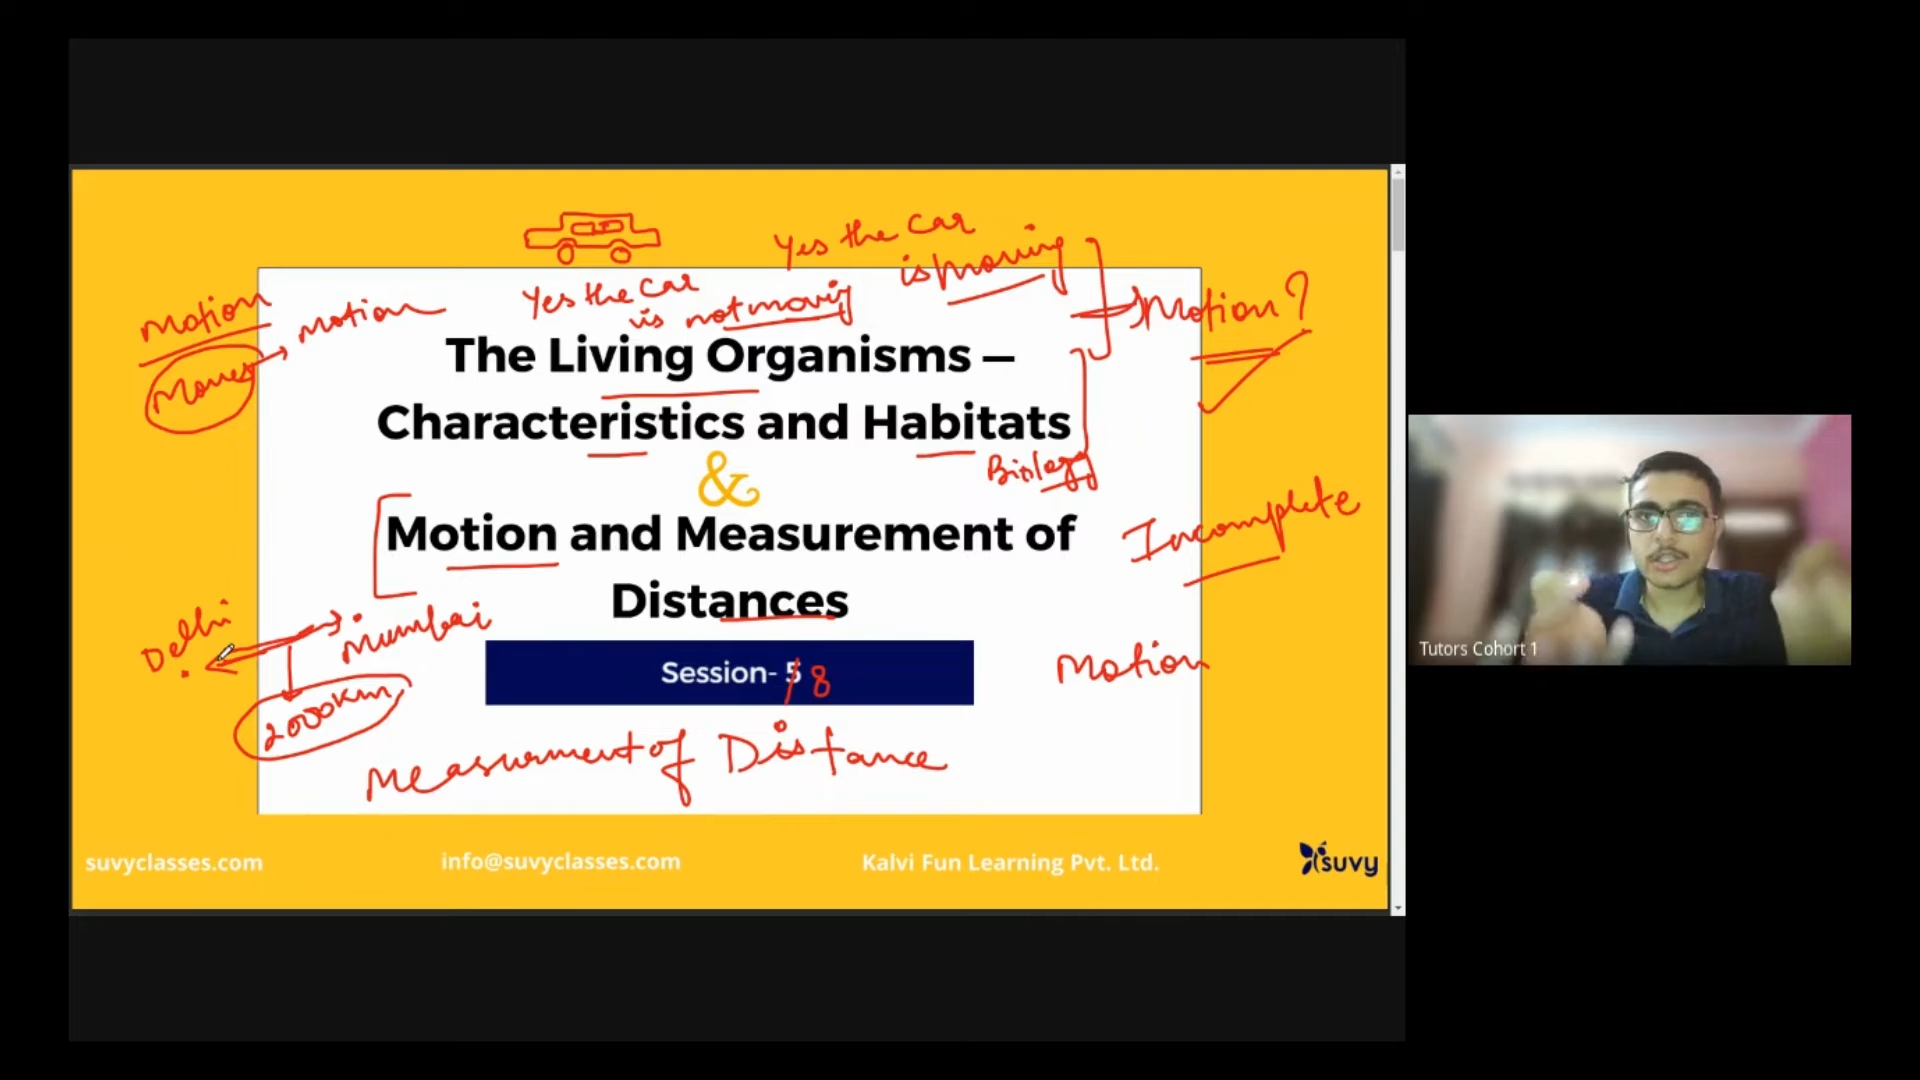 Yes the car
is moving
Yes the car
is not moving
Motion
Motion
Motion?
Moves
The Living Organisms —
Characteristics and Habitats
Biology
&
Motion and Measurement of
Distances
Incomplete
Delhi
Mumbai
Session- 5 / 8
Motion
2000km
Measurment of Distance
suvyclasses.com
info@suvyclasses.com
Kalvi Fun Learning Pvt. Ltd.
suvy
Tutors Cohort 1